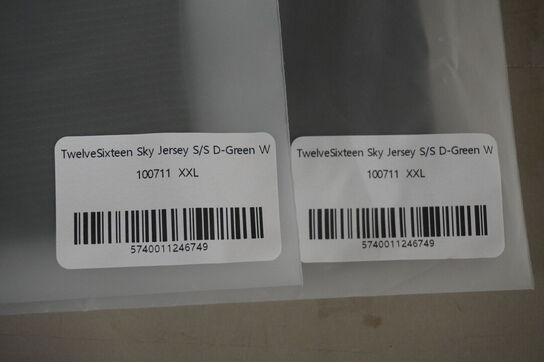 TwelveSixteen Sky Jersey S/S D-Green W
100711 XXL
5740011246749
TwelveSixteen Sky Jersey S/S D-Green W
100711 XXL
5740011246749